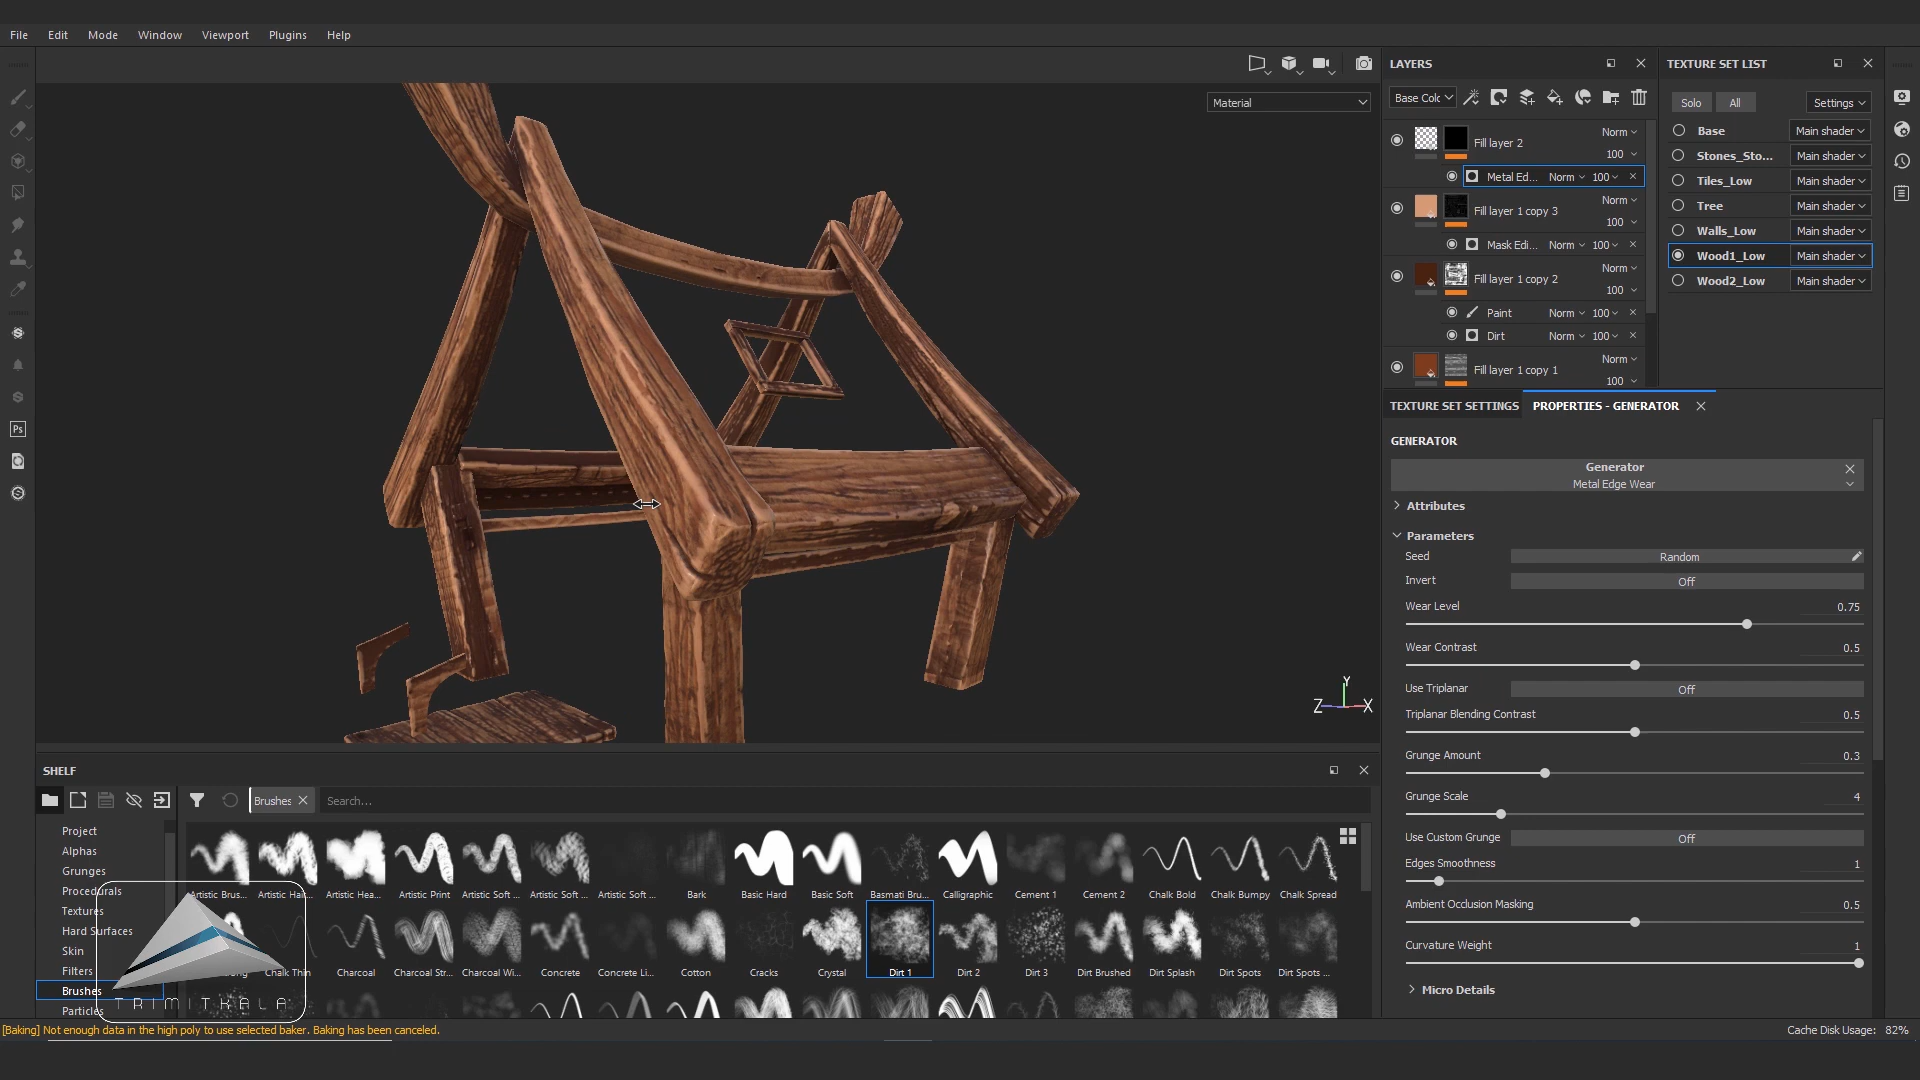 File Edit Mode Window Viewport Plugins Help
Material
Y
Z X
LAYERS
Base Colc
Norm
Fill layer 2
100
Metal Ed... Norm 100
Norm
Fill layer 1 copy 3
100
Mask Edi... Norm 100
Norm
Fill layer 1 copy 2
100
Paint Norm 100
Dirt Norm 100
Norm
Fill layer 1 copy 1
100
TEXTURE SET LIST
Solo All Settings
Base Main shader
Stones_Sto... Main shader
Tiles_Low Main shader
Tree Main shader
Walls_Low Main shader
Wood1_Low Main shader
Wood2_Low Main shader
TEXTURE SET SETTINGS PROPERTIES - GENERATOR
GENERATOR
Generator
Metal Edge Wear
Attributes
Parameters
Seed Random
Invert Off
Wear Level 0.75
Wear Contrast 0.5
Use Triplanar Off
Triplanar Blending Contrast 0.5
Grunge Amount 0.3
Grunge Scale 4
Use Custom Grunge Off
Edges Smoothness 1
Ambient Occlusion Masking 0.5
Curvature Weight 1
Micro Details
Ps
SHELF
Brushes Search...
Project
Alphas
Grunges
Procedurals
Textures
Hard Surfaces
Skin
Filters
Brushes
Particles
TRIMITKALA
Artistic Brus... Artistic Hai... Artistic Hea... Artistic Print Artistic Soft ... Artistic Soft ... Artistic Soft ... Bark Basic Hard Basic Soft Basmati Bru... Calligraphic Cement 1 Cement 2 Chalk Bold Chalk Bumpy Chalk Spread
Chalk Thin Charcoal Charcoal Str... Charcoal Wi... Concrete Concrete Li... Cotton Cracks Crystal Dirt 1 Dirt 2 Dirt 3 Dirt Brushed Dirt Splash Dirt Spots Dirt Spots ...
[Baking] Not enough data in the high poly to use selected baker. Baking has been canceled.
Cache Disk Usage: 82%